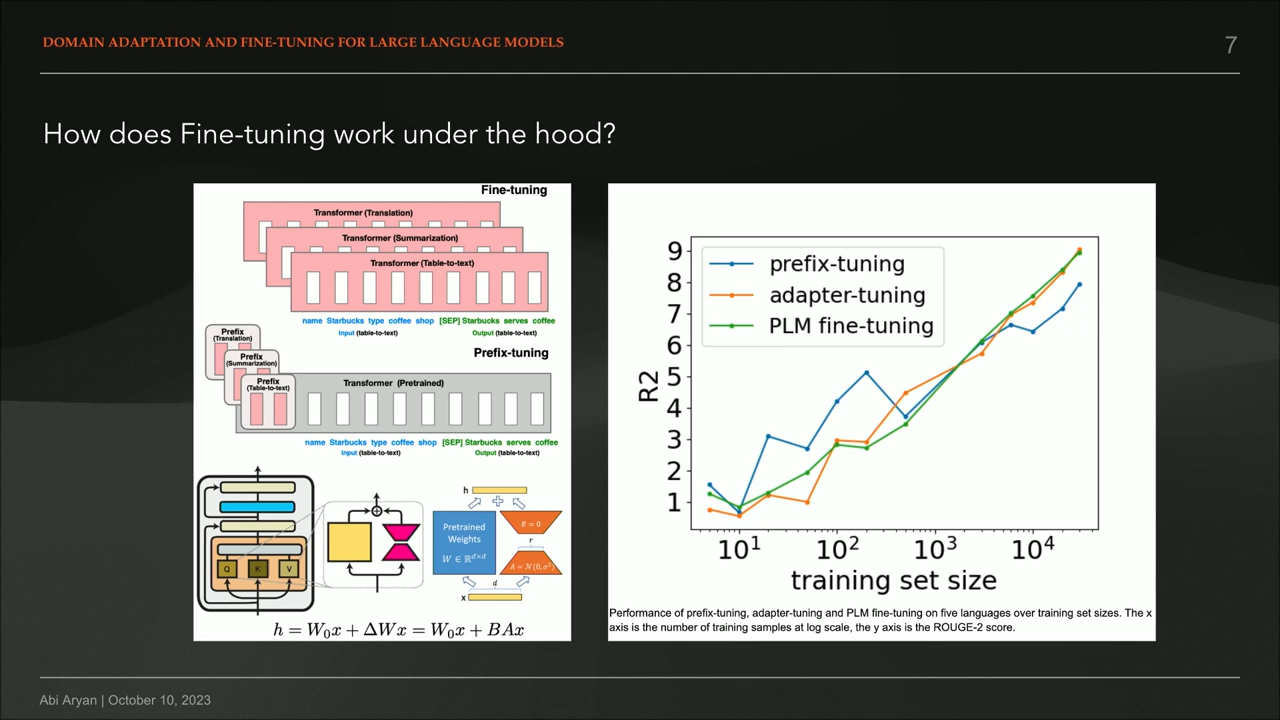 DOMAIN ADAPTATION AND FINE-TUNING FOR LARGE LANGUAGE MODELS
7
How does Fine-tuning work under the hood?
Fine-tuning
Transformer (Translation)
Transformer (Summarization)
Transformer (Table-to-text)
name Starbucks type coffee shop [SEP] Starbucks serves coffee
Input (table-to-text) Output (table-to-text)
Prefix-tuning
Prefix
(Translation)
Prefix
(Summarization)
Prefix
(Table-to-text)
Transformer (Pretrained)
name Starbucks type coffee shop [SEP] Starbucks serves coffee
Input (table-to-text) Output (table-to-text)
Q K V
h
Pretrained
Weights
W ∈ ℝ^{d×d}
B = 0
r
A = 𝒩(0, σ²)
d
x
h = W₀x + ΔWx = W₀x + BAx
9
8
7
6
5
4
3
2
1
R2
prefix-tuning
adapter-tuning
PLM fine-tuning
10¹ 10² 10³ 10⁴
training set size
Performance of prefix-tuning, adapter-tuning and PLM fine-tuning on five languages over training set sizes. The x
axis is the number of training samples at log scale, the y axis is the ROUGE-2 score.
Abi Aryan | October 10, 2023